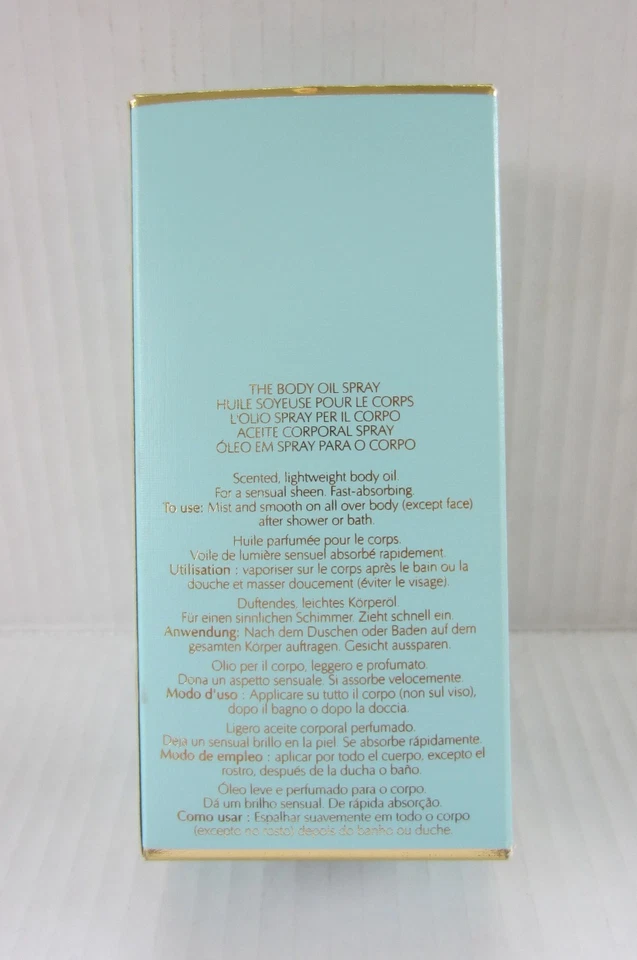 THE BODY OIL SPRAY
HUILE SOYEUSE POUR LE CORPS
L'OLIO SPRAY PER IL CORPO
ACEITE CORPORAL SPRAY
ÓLEO EM SPRAY PARA O CORPO
Scented, lightweight body oil.
For a sensual sheen. Fast-absorbing.
To use: Mist and smooth on all over body (except face)
after shower or bath.
Huile parfumée pour le corps.
Voile de lumière sensuel absorbé rapidement.
Utilisation : vaporiser sur le corps après le bain ou la
douche et masser doucement (éviter le visage).
Duftendes, leichtes Körperöl.
Für einen sinnlichen Schimmer. Zieht schnell ein.
Anwendung: Nach dem Duschen oder Baden auf dem
gesamten Körper auftragen. Gesicht aussparen.
Olio per il corpo, leggero e profumato.
Dona un aspetto sensuale. Si assorbe velocemente.
Modo d'uso : Applicare su tutto il corpo (non sul viso),
dopo il bagno o dopo la doccia.
Ligero aceite corporal perfumado.
Deja un sensual brillo en la piel. Se absorbe rápidamente.
Modo de empleo : aplicar por todo el cuerpo, excepto el
rostro, después de la ducha o baño.
Óleo leve e perfumado para o corpo.
Dá um brilho sensual. De rápida absorção.
Como usar : Espalhar suavemente em todo o corpo
(excepto no rosto) depois do banho ou duche.